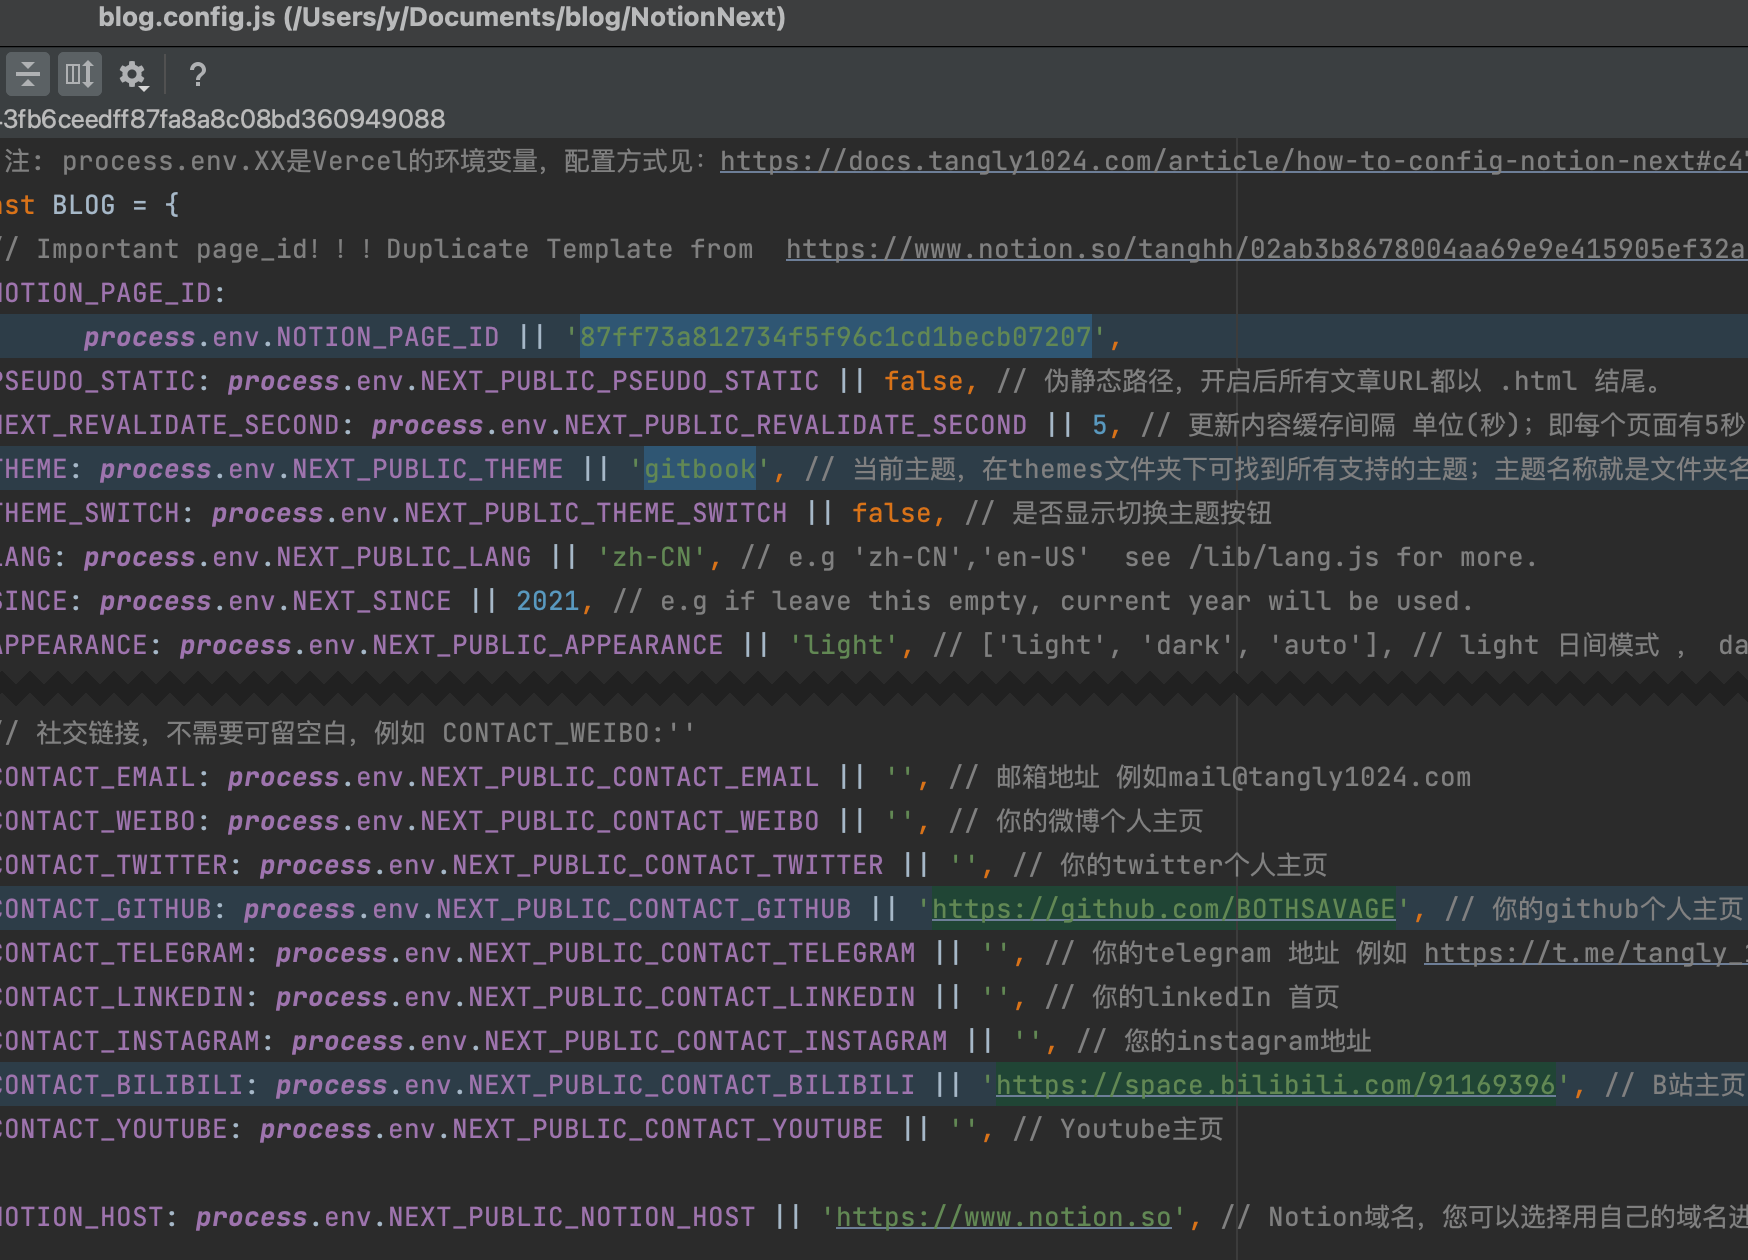 blog.config.js (/Users/y/Documents/blog/NotionNext)
?
3fb6ceedff87fa8a8c08bd360949088
注: process.env.XX是Vercel的环境变量，配置方式见：https://docs.tangly1024.com/article/how-to-config-notion-next#c4
st BLOG = {
/ Important page_id！！！Duplicate Template from  https://www.notion.so/tanghh/02ab3b8678004aa69e9e415905ef32a
NOTION_PAGE_ID:
process.env.NOTION_PAGE_ID || '87ff73a812734f5f96c1cd1becb07207',
PSEUDO_STATIC: process.env.NEXT_PUBLIC_PSEUDO_STATIC || false, // 伪静态路径，开启后所有文章URL都以 .html 结尾。
NEXT_REVALIDATE_SECOND: process.env.NEXT_PUBLIC_REVALIDATE_SECOND || 5, // 更新内容缓存间隔 单位(秒)；即每个页面有5秒
THEME: process.env.NEXT_PUBLIC_THEME || 'gitbook', // 当前主题，在themes文件夹下可找到所有支持的主题；主题名称就是文件夹名
THEME_SWITCH: process.env.NEXT_PUBLIC_THEME_SWITCH || false, // 是否显示切换主题按钮
LANG: process.env.NEXT_PUBLIC_LANG || 'zh-CN', // e.g 'zh-CN','en-US'  see /lib/lang.js for more.
SINCE: process.env.NEXT_SINCE || 2021, // e.g if leave this empty, current year will be used.
APPEARANCE: process.env.NEXT_PUBLIC_APPEARANCE || 'light', // ['light', 'dark', 'auto'], // light 日间模式 ， da
/ 社交链接，不需要可留空白，例如 CONTACT_WEIBO:''
CONTACT_EMAIL: process.env.NEXT_PUBLIC_CONTACT_EMAIL || '', // 邮箱地址 例如mail@tangly1024.com
CONTACT_WEIBO: process.env.NEXT_PUBLIC_CONTACT_WEIBO || '', // 你的微博个人主页
CONTACT_TWITTER: process.env.NEXT_PUBLIC_CONTACT_TWITTER || '', // 你的twitter个人主页
CONTACT_GITHUB: process.env.NEXT_PUBLIC_CONTACT_GITHUB || 'https://github.com/BOTHSAVAGE', // 你的github个人主页
CONTACT_TELEGRAM: process.env.NEXT_PUBLIC_CONTACT_TELEGRAM || '', // 你的telegram 地址 例如 https://t.me/tangly_
CONTACT_LINKEDIN: process.env.NEXT_PUBLIC_CONTACT_LINKEDIN || '', // 你的linkedIn 首页
CONTACT_INSTAGRAM: process.env.NEXT_PUBLIC_CONTACT_INSTAGRAM || '', // 您的instagram地址
CONTACT_BILIBILI: process.env.NEXT_PUBLIC_CONTACT_BILIBILI || 'https://space.bilibili.com/91169396', // B站主页
CONTACT_YOUTUBE: process.env.NEXT_PUBLIC_CONTACT_YOUTUBE || '', // Youtube主页
NOTION_HOST: process.env.NEXT_PUBLIC_NOTION_HOST || 'https://www.notion.so', // Notion域名，您可以选择用自己的域名进